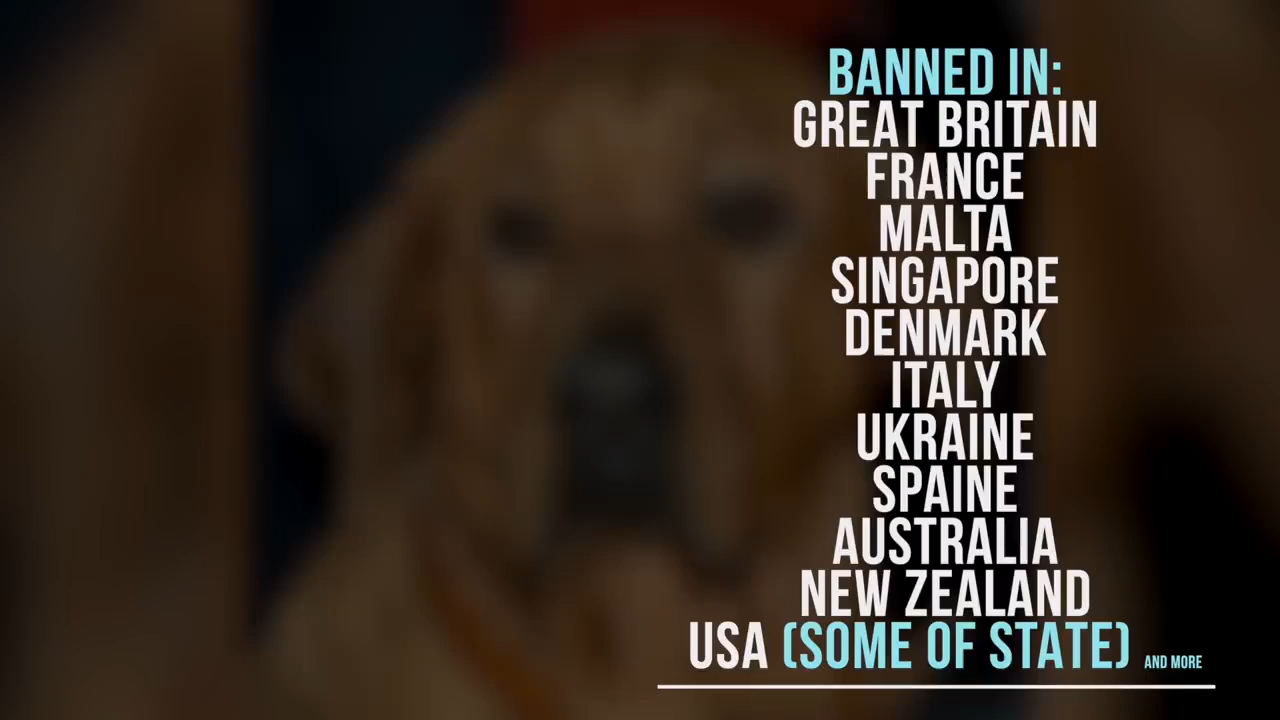 BANNED IN:
GREAT BRITAIN
FRANCE
MALTA
SINGAPORE
DENMARK
ITALY
UKRAINE
SPAINE
AUSTRALIA
NEW ZEALAND
USA (SOME OF STATE) AND MORE